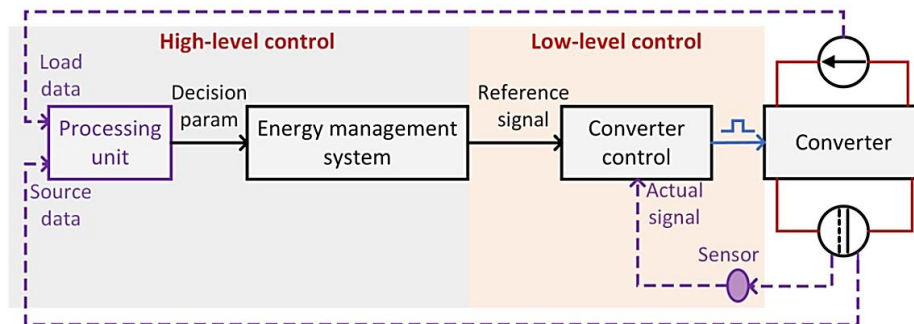 High-level control
Low-level control
Load
data
Decision
param
Reference
signal
Processing
unit
Energy management
system
Converter
control
Converter
Source
data
Actual
signal
Sensor